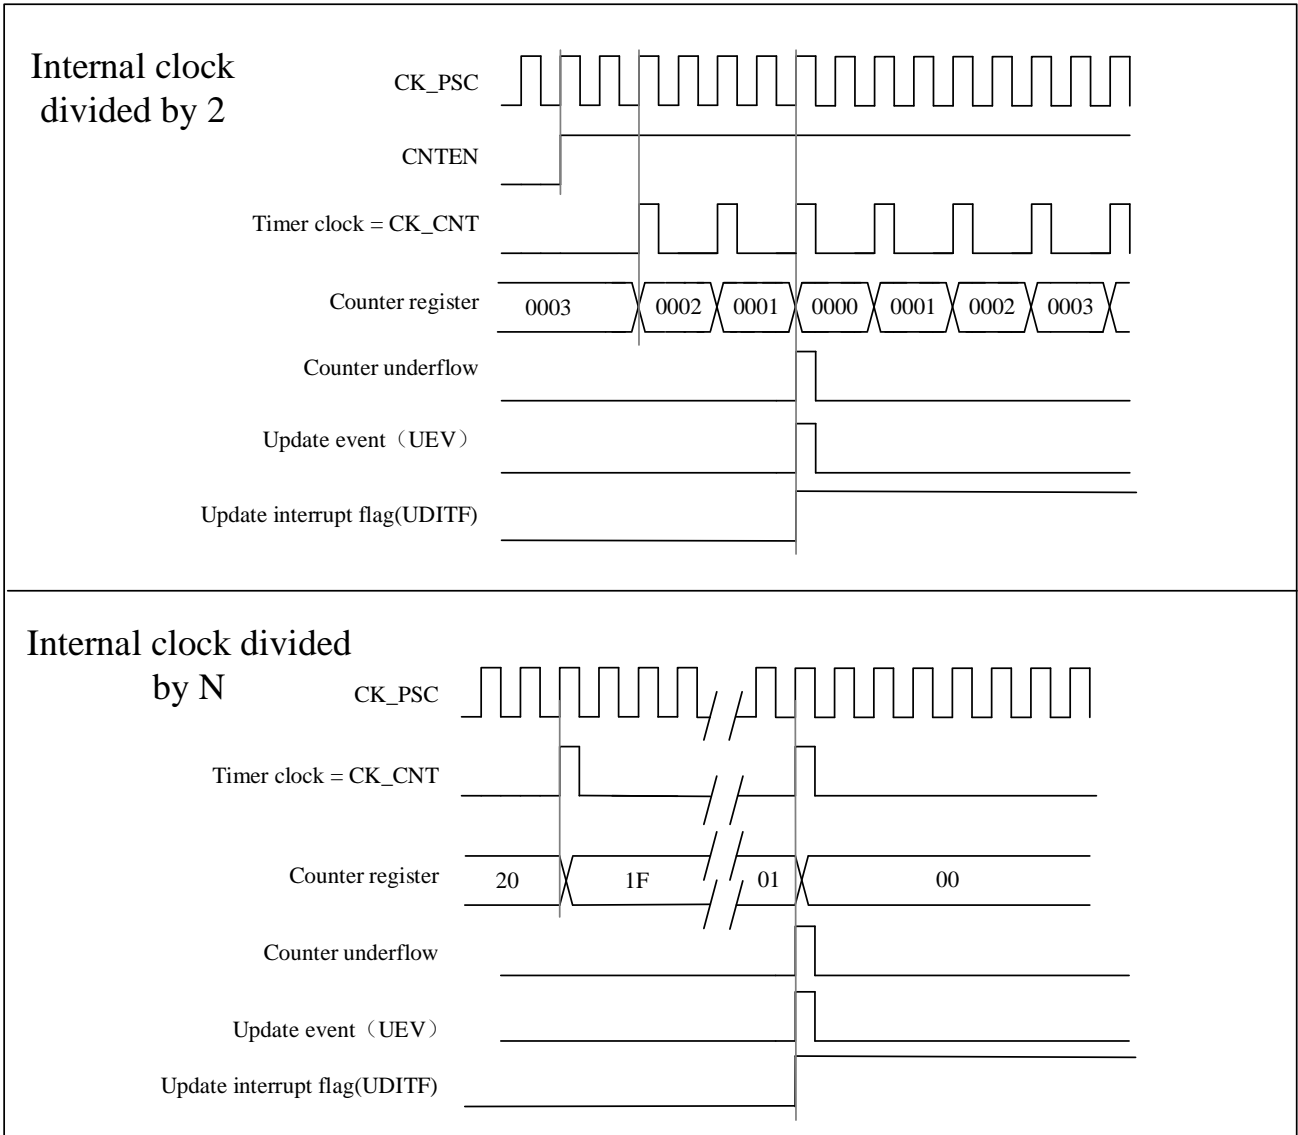 Internal clock
divided by 2
CK_PSC
CNTEN
Timer clock = CK_CNT
Counter register
0003 0002 0001 0000 0001 0002 0003
Counter underflow
Update event（UEV）
Update interrupt flag(UDITF)
Internal clock divided
by N
CK_PSC
Timer clock = CK_CNT
Counter register
20 1F 01 00
Counter underflow
Update event（UEV）
Update interrupt flag(UDITF)